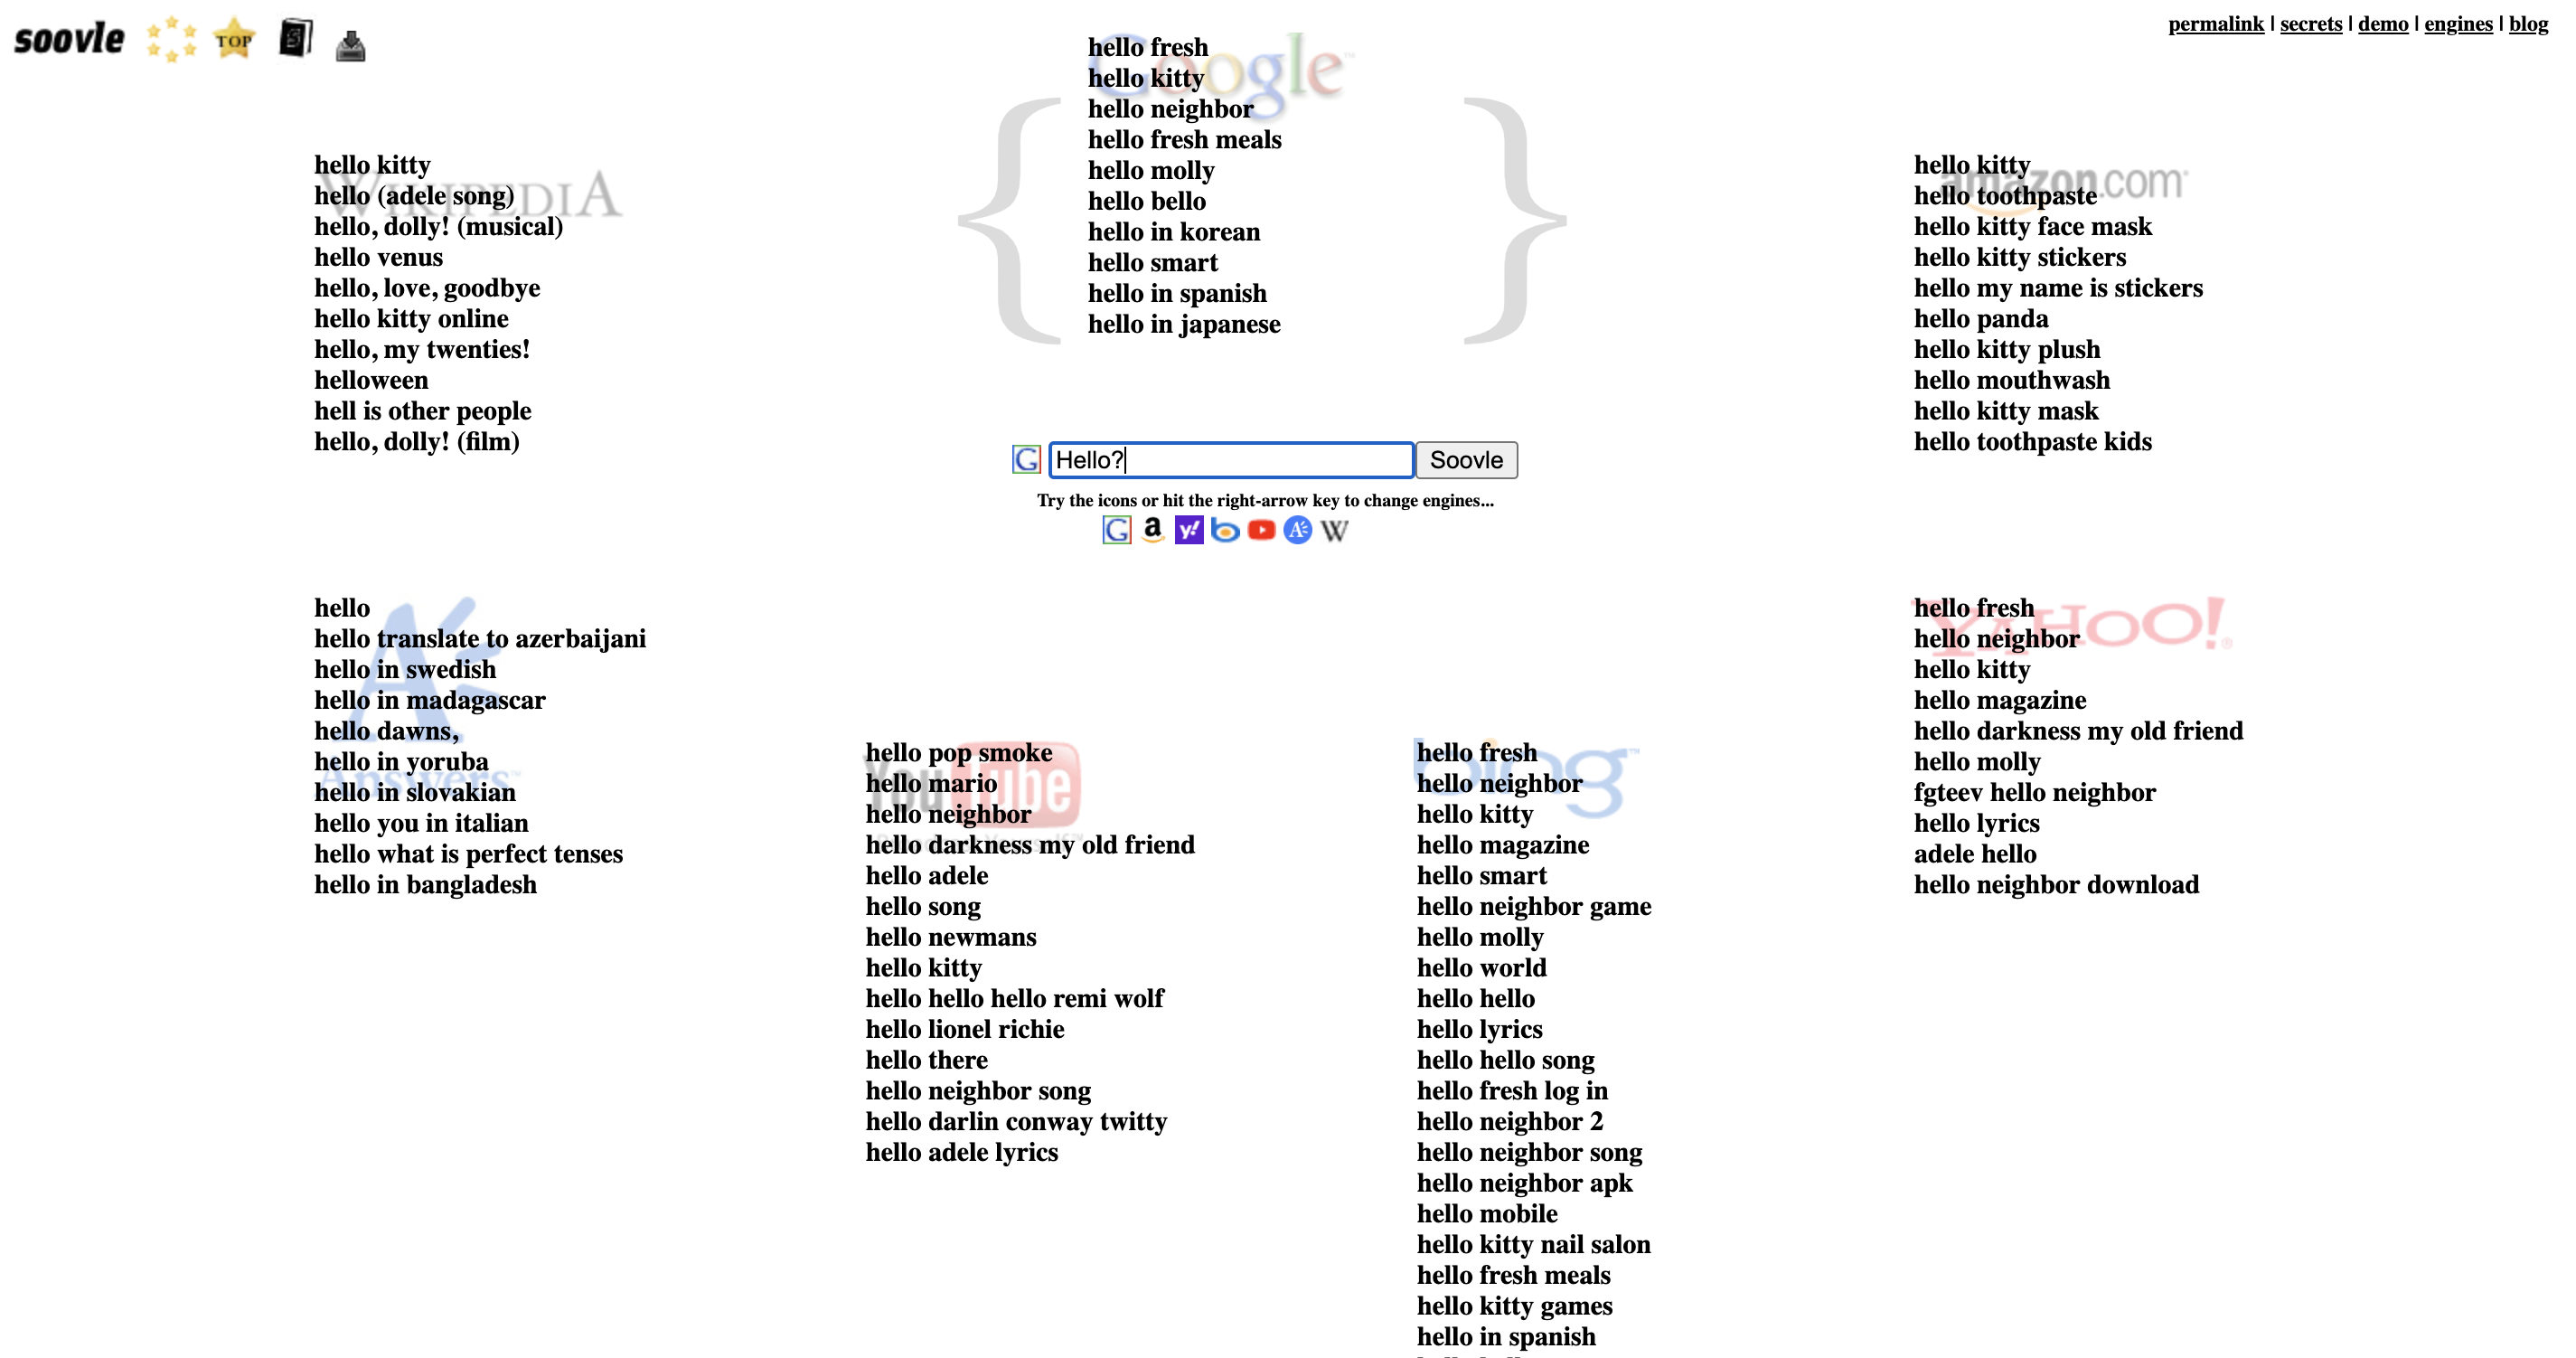 soovle
TOP
permalink | secrets | demo | engines | blog
Google™
hello fresh
hello kitty
hello neighbor
hello fresh meals
hello molly
hello bello
hello in korean
hello smart
hello in spanish
hello in japanese
WIKIPEDIA
hello kitty
hello (adele song)
hello, dolly! (musical)
hello venus
hello, love, goodbye
hello kitty online
hello, my twenties!
helloween
hell is other people
hello, dolly! (film)
amazon.com
hello kitty
hello toothpaste
hello kitty face mask
hello kitty stickers
hello my name is stickers
hello panda
hello kitty plush
hello mouthwash
hello kitty mask
hello toothpaste kids
G Hello? Soovle
Try the icons or hit the right-arrow key to change engines...
G a y! b A W
Answers™
hello
hello translate to azerbaijani
hello in swedish
hello in madagascar
hello dawns,
hello in yoruba
hello in slovakian
hello you in italian
hello what is perfect tenses
hello in bangladesh
YouTube
hello pop smoke
hello mario
hello neighbor
hello darkness my old friend
hello adele
hello song
hello newmans
hello kitty
hello hello hello remi wolf
hello lionel richie
hello there
hello neighbor song
hello darlin conway twitty
hello adele lyrics
bing™
hello fresh
hello neighbor
hello kitty
hello magazine
hello smart
hello neighbor game
hello molly
hello world
hello hello
hello lyrics
hello hello song
hello fresh log in
hello neighbor 2
hello neighbor song
hello neighbor apk
hello mobile
hello kitty nail salon
hello fresh meals
hello kitty games
hello in spanish
YAHOO!®
hello fresh
hello neighbor
hello kitty
hello magazine
hello darkness my old friend
hello molly
fgteev hello neighbor
hello lyrics
adele hello
hello neighbor download